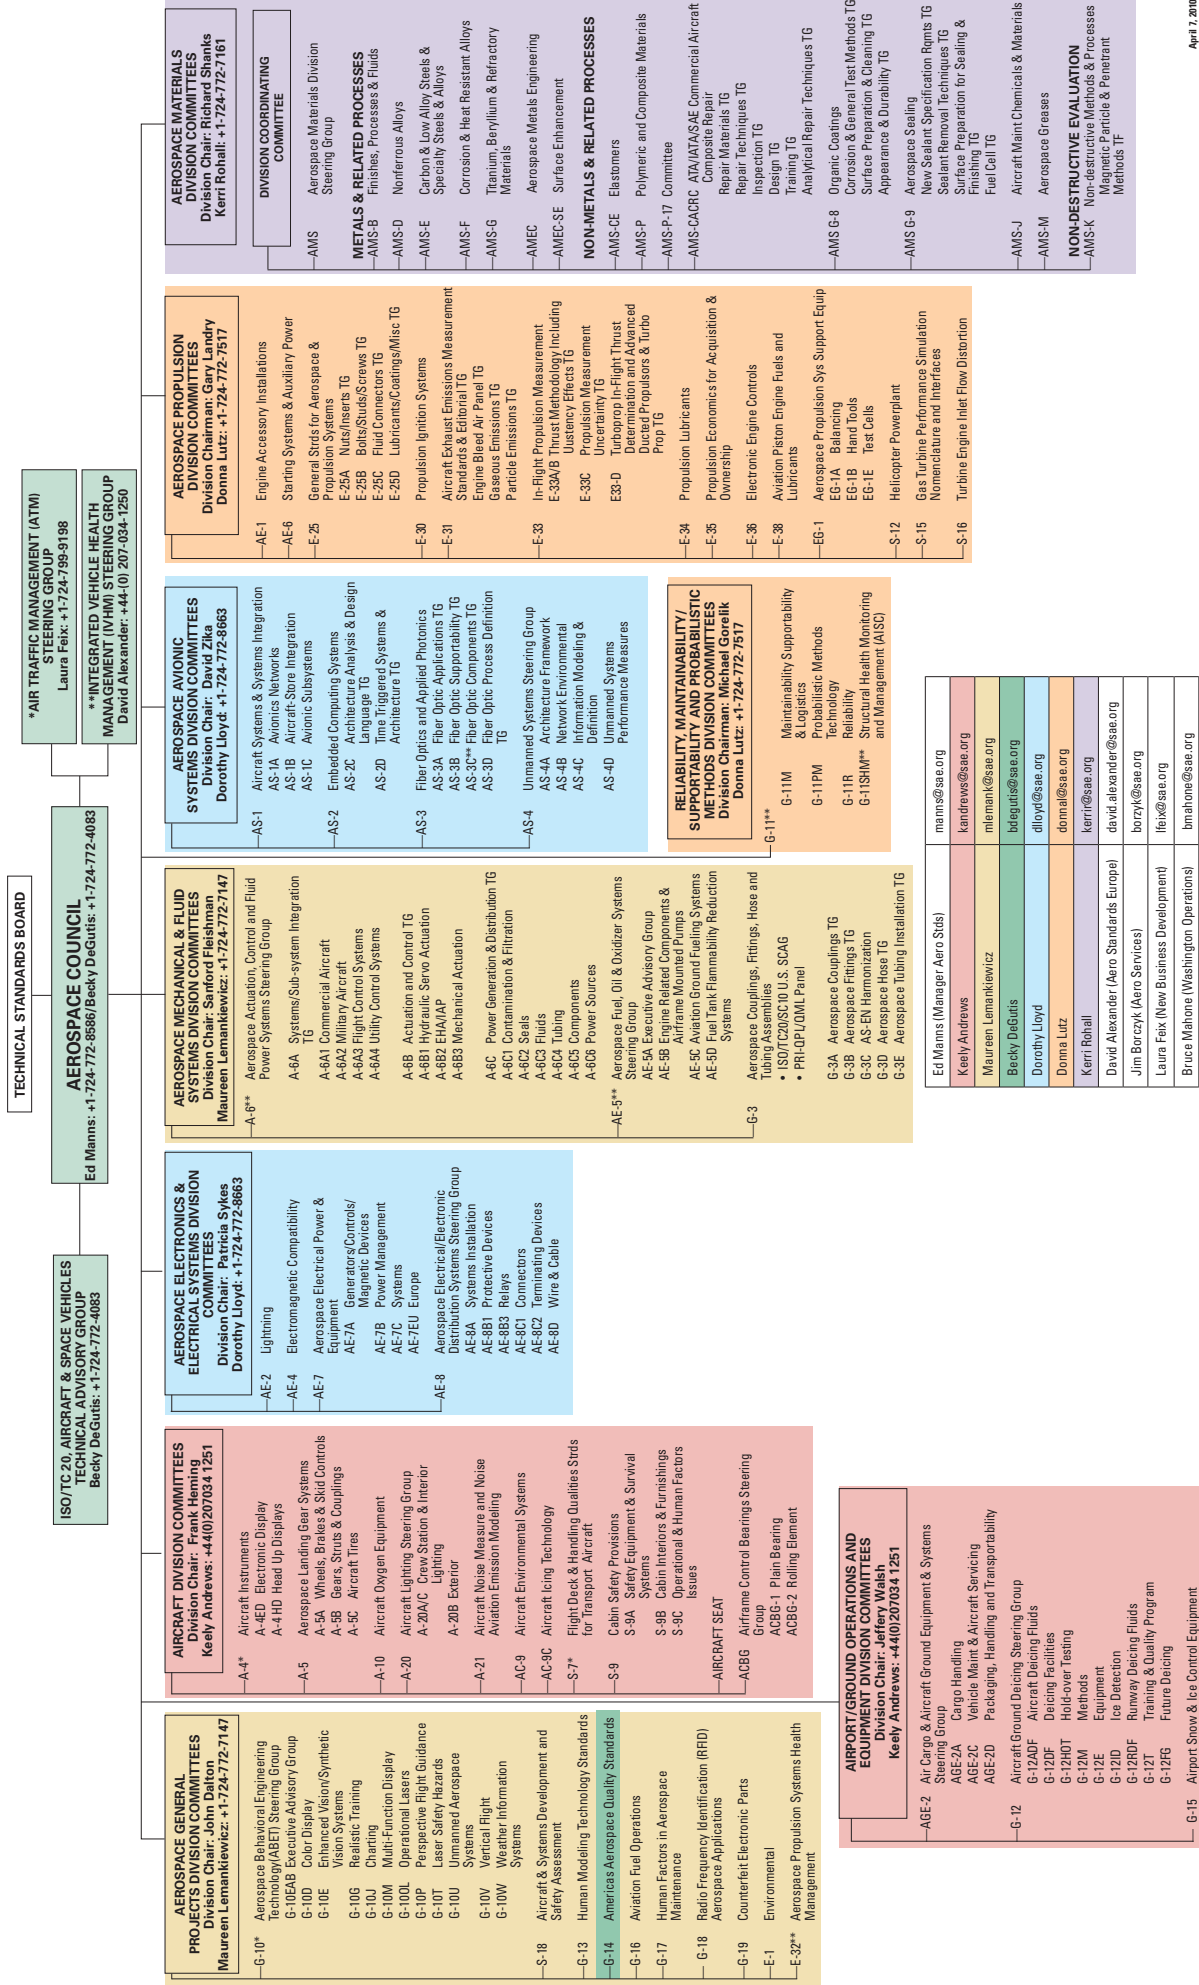 TECHNICAL STANDARDS BOARD
AEROSPACE COUNCIL
Ed Manns: +1-724-772-8586/Becky DeGutis: +1-724-772-4083
ISO/TC 20, AIRCRAFT & SPACE VEHICLES
TECHNICAL ADVISORY GROUP
Becky DeGutis: +1-724-772-4083
*AIR TRAFFIC MANAGEMENT (ATM)
STEERING GROUP
Laura Feix: +1-724-799-9198
**INTEGRATED VEHICLE HEALTH
MANAGEMENT (IVHM) STEERING GROUP
David Alexander: +44-(0) 207-034-1250
AEROSPACE GENERAL
PROJECTS DIVISION COMMITTEES
Division Chair: John Dalton
Maureen Lemankiewicz: +1-724-772-7147
G-10* Aerospace Behavioral Engineering
Technology(ABET) Steering Group
G-10EAB Executive Advisory Group
G-10D Color Display
G-10E Enhanced Vision/Synthetic
Vision Systems
G-10G Realistic Training
G-10J Charting
G-10M Multi-Function Display
G-10OL Operational Lasers
G-10P Perspective Flight Guidance
G-10T Laser Safety Hazards
G-10U Unmanned Aerospace
Systems
G-10V Vertical Flight
G-10W Weather Information
Systems
S-18 Aircraft & Systems Development and
Safety Assessment
G-13 Human Modeling Technology Standards
G-14 Americas Aerospace Quality Standards
G-16 Aviation Fuel Operations
G-17 Human Factors in Aerospace
Maintenance
G-18 Radio Frequency Identification (RFID)
Aerospace Applications
G-19 Counterfeit Electronic Parts
E-1 Environmental
E-32** Aerospace Propulsion Systems Health
Management
AIRCRAFT DIVISION COMMITTEES
Division Chair: Frank Heming
Keely Andrews: +44(0)207034 1251
A-4* Aircraft Instruments
A-4ED Electronic Display
A-4HD Head Up Displays
A-5 Aerospace Landing Gear Systems
A-5A Wheels, Brakes & Skid Controls
A-5B Gears, Struts & Couplings
A-5C Aircraft Tires
A-10 Aircraft Oxygen Equipment
A-20 Aircraft Lighting Steering Group
A-20A/C Crew Station & Interior
Lighting
A-20B Exterior
A-21 Aircraft Noise Measure and Noise
Aviation Emission Modeling
AC-9 Aircraft Environmental Systems
AC-9C Aircraft Icing Technology
S-7* Flight Deck & Handling Qualities Strds
for Transport Aircraft
S-9 Cabin Safety Provisions
S-9A Safety Equipment & Survival
Systems
S-9B Cabin Interiors & Furnishings
S-9C Operational & Human Factors
Issues
AIRCRAFT SEAT
ACBG Airframe Control Bearings Steering
Group
ACBG-1 Plain Bearing
ACBG-2 Rolling Element
AIRPORT/GROUND OPERATIONS AND
EQUIPMENT DIVISION COMMITTEES
Division Chair: Jeffery Walsh
Keely Andrews: +44(0)207034 1251
AGE-2 Air Cargo & Aircraft Ground Equipment & Systems
Steering Group
AGE-2A Cargo Handling
AGE-2C Vehicle Maint & Aircraft Servicing
AGE-2D Packaging, Handling and Transportability
G-12 Aircraft Ground Deicing Steering Group
G-12ADF Aircraft Deicing Fluids
G-12DF Deicing Facilities
G-12HOT Hold-over Testing
G-12M Methods
G-12E Equipment
G-12ID Ice Detection
G-12RDF Runway Deicing Fluids
G-12T Training & Quality Program
G-12FG Future Deicing
G-15 Airport Snow & Ice Control Equipment
AEROSPACE ELECTRONICS &
ELECTRICAL SYSTEMS DIVISION
COMMITTEES
Division Chair: Patricia Sykes
Dorothy Lloyd: +1-724-772-8663
AE-2 Lightning
AE-4 Electromagnetic Compatibility
AE-7 Aerospace Electrical Power &
Equipment
AE-7A Generators/Controls/
Magnetic Devices
AE-7B Power Management
AE-7C Systems
AE-7EU Europe
AE-8 Aerospace Electrical/Electronic
Distribution Systems Steering Group
AE-8A Systems Installation
AE-8B1 Protective Devices
AE-8B3 Relays
AE-8C1 Connectors
AE-8C2 Terminating Devices
AE-8D Wire & Cable
AEROSPACE MECHANICAL & FLUID
SYSTEMS DIVISION COMMITTEES
Division Chair: Sanford Fleishman
Maureen Lemankiewicz: +1-724-772-7147
A-6** Aerospace Actuation, Control and Fluid
Power Systems Steering Group
A-6A Systems/Sub-system Integration
TG
A-6A1 Commercial Aircraft
A-6A2 Military Aircraft
A-6A3 Flight Control Systems
A-6A4 Utility Control Systems
A-6B Actuation and Control TG
A-6B1 Hydraulic Servo Actuation
A-6B2 EHA/IAP
A-6B3 Mechanical Actuation
A-6C Power Generation & Distribution TG
A-6C1 Contamination & Filtration
A-6C2 Seals
A-6C3 Fluids
A-6C4 Tubing
A-6C5 Components
A-6C6 Power Sources
AE-5** Aerospace Fuel, Oil & Oxidizer Systems
Steering Group
AE-5A Executive Advisory Group
AE-5B Engine Related Components &
Airframe Mounted Pumps
AE-5C Aviation Ground Fueling Systems
AE-5D Fuel Tank Flammability Reduction
Systems
G-3 Aerospace Couplings, Fittings, Hose and
Tubing Assemblies
• ISO/TC20/SC10 U.S. SCAG
• PRI-QPL/QML Panel
G-3A Aerospace Couplings TG
G-3B Aerospace Fittings TG
G-3C AS-EN Harmonization
G-3D Aerospace Hose TG
G-3E Aerospace Tubing Installation TG
AEROSPACE AVIONIC
SYSTEMS DIVISION COMMITTEES
Division Chair: David Zika
Dorothy Lloyd: +1-724-772-8663
AS-1 Aircraft Systems & Systems Integration
AS-1A Avionics Networks
AS-1B Aircraft-Store Integration
AS-1C Avionic Subsystems
AS-2 Embedded Computing Systems
AS-2C Architecture Analysis & Design
Language TG
AS-2D Time Triggered Systems &
Architecture TG
AS-3 Fiber Optics and Applied Photonics
AS-3A Fiber Optic Applications TG
AS-3B Fiber Optic Supportability TG
AS-3C** Fiber Optic Components TG
AS-3D Fiber Optic Process Definition
TG
AS-4 Unmanned Systems Steering Group
AS-4A Architecture Framework
AS-4B Network Environmental
AS-4C Information Modeling &
Definition
AS-4D Unmanned Systems
Performance Measures
RELIABILITY, MAINTAINABILITY/
SUPPORTABILITY AND PROBABILISTIC
METHODS DIVISION COMMITTEES
Division Chairman: Michael Gorelik
Donna Lutz: +1-724-772-7517
G-11**
G-11M Maintainability Supportability
& Logistics
G-11PM Probabilistic Methods
Technology
G-11R Reliability
G-11SHM** Structural Health Monitoring
and Management (AISC)
AEROSPACE PROPULSION
DIVISION COMMITTEES
Division Chairman: Gary Landry
Donna Lutz: +1-724-772-7517
AE-1 Engine Accessory Installations
AE-6 Starting Systems & Auxiliary Power
E-25 General Strds for Aerospace &
Propulsion Systems
E-25A Nuts/Inserts TG
E-25B Bolts/Studs/Screws TG
E-25C Fluid Connectors TG
E-25D Lubricants/Coatings/Misc TG
E-30 Propulsion Ignition Systems
E-31 Aircraft Exhaust Emissions Measurement
Standards & Editorial TG
Engine Bleed Air Panel TG
Gaseous Emissions TG
Particle Emissions TG
E-33 In-Flight Propulsion Measurement
E-33A/B Thrust Methodology Including
Uustency Effects TG
E-33C Propulsion Measurement
Uncertainty TG
E33-D Turboprop In-Flight Thrust
Determination and Advanced
Ducted Propulsors & Turbo
Prop TG
E-34 Propulsion Lubricants
E-35 Propulsion Economics for Acquisition &
Ownership
E-36 Electronic Engine Controls
E-38 Aviation Piston Engine Fuels and
Lubricants
EG-1 Aerospace Propulsion Sys Support Equip
EG-1A Balancing
EG-1B Hand Tools
EG-1E Test Cells
S-12 Helicopter Powerplant
S-15 Gas Turbine Performance Simulation
Nomenclature and Interfaces
S-16 Turbine Engine Inlet Flow Distortion
AEROSPACE MATERIALS
DIVISION COMMITTEES
Division Chair: Richard Shanks
Kerri Rohall: +1-724-772-7161
DIVISION COORDINATING
COMMITTEE
AMS Aerospace Materials Division
Steering Group
METALS & RELATED PROCESSES
AMS-B Finishes, Processes & Fluids
AMS-D Nonferrous Alloys
AMS-E Carbon & Low Alloy Steels &
Specialty Steels & Alloys
AMS-F Corrosion & Heat Resistant Alloys
AMS-G Titanium, Beryllium & Refractory
Materials
AMEC Aerospace Metals Engineering
AMEC-SE Surface Enhancement
NON-METALS & RELATED PROCESSES
AMS-CE Elastomers
AMS-P Polymeric and Composite Materials
AMS-P-17 Committee
AMS-CACRC ATA/IATA/SAE Commercial Aircraft
Composite Repair
Repair Materials TG
Repair Techniques TG
Inspection TG
Design TG
Training TG
Analytical Repair Techniques TG
AMS G-8 Organic Coatings
Corrosion & General Test Methods TG
Surface Preparation & Cleaning TG
Appearance & Durability TG
AMS G-9 Aerospace Sealing
New Sealant Specification Rqmts TG
Sealant Removal Techniques TG
Surface Preparation for Sealing &
Finishing TG
Fuel Cell TG
AMS-J Aircraft Maint Chemicals & Materials
AMS-M Aerospace Greases
NON-DESTRUCTIVE EVALUATION
AMS-K Non-destructive Methods & Processes
Magnetic Particle & Penetrant
Methods TF
Ed Manns (Manager Aero Stds) manns@sae.org
Keely Andrews kandrews@sae.org
Maureen Lemankiewicz mlemank@sae.org
Becky DeGutis bdegutis@sae.org
Dorothy Lloyd dlloyd@sae.org
Donna Lutz donnal@sae.org
Kerri Rohall kerrir@sae.org
David Alexander (Aero Standards Europe) david.alexander@sae.org
Jim Borczyk (Aero Services) borzyk@sae.org
Laura Feix (New Business Development) lfeix@sae.org
Bruce Mahone (Washington Operations) bmahone@sae.org
April 7, 2010